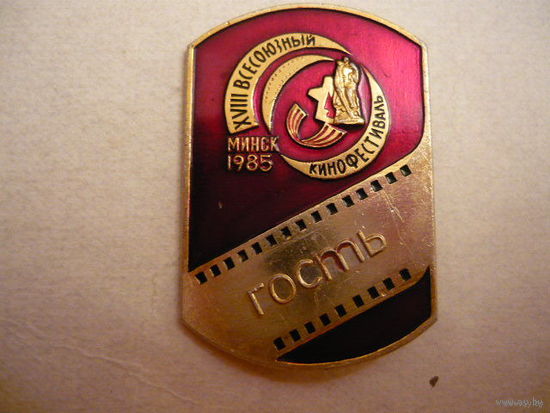 XVIII ВСЕСОЮЗНЫЙ
КИНОФЕСТИВАЛЬ
МИНСК
1985
гость
www.ay.by